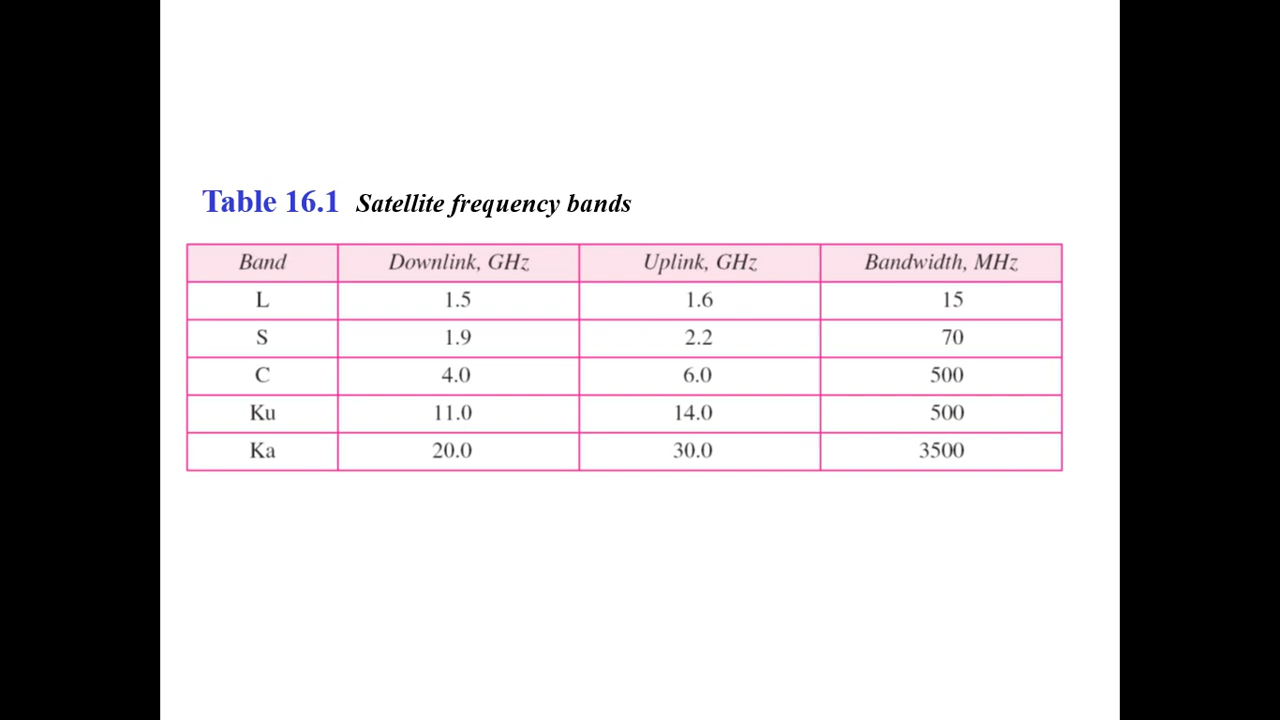 Table 16.1 Satellite frequency bands
Band Downlink, GHz Uplink, GHz Bandwidth, MHz
L 1.5 1.6 15
S 1.9 2.2 70
C 4.0 6.0 500
Ku 11.0 14.0 500
Ka 20.0 30.0 3500